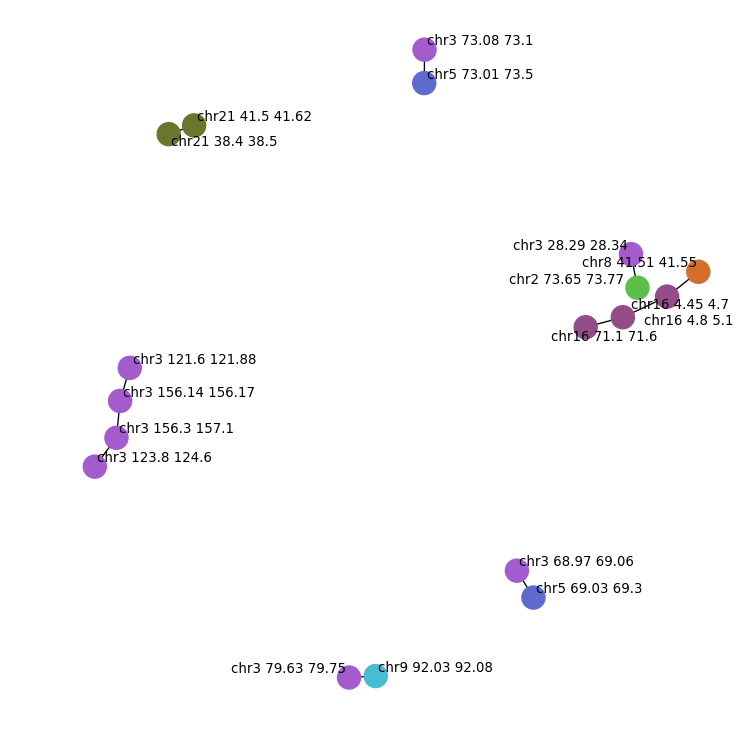 chr3 73.08 73.1
chr5 73.01 73.5
chr21 41.5 41.62
chr21 38.4 38.5
chr3 28.29 28.34
chr8 41.51 41.55
chr2 73.65 73.77
chr16 4.45 4.7
chr16 4.8 5.1
chr16 71.1 71.6
chr3 121.6 121.88
chr3 156.14 156.17
chr3 156.3 157.1
chr3 123.8 124.6
chr3 68.97 69.06
chr5 69.03 69.3
chr3 79.63 79.75
chr9 92.03 92.08